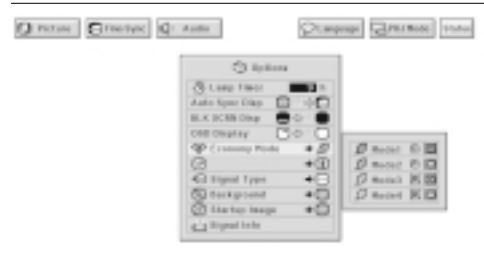 Picture
Fine Sync
Audio
Language
PRJ Mode
Status
Options
Lamp Timer
Auto Sync Disp
BLK SCRN Disp
OSD Display
Economy Mode
Signal Type
Background
Startup Image
Signal Info
Mode1
Mode2
Mode3
Mode4